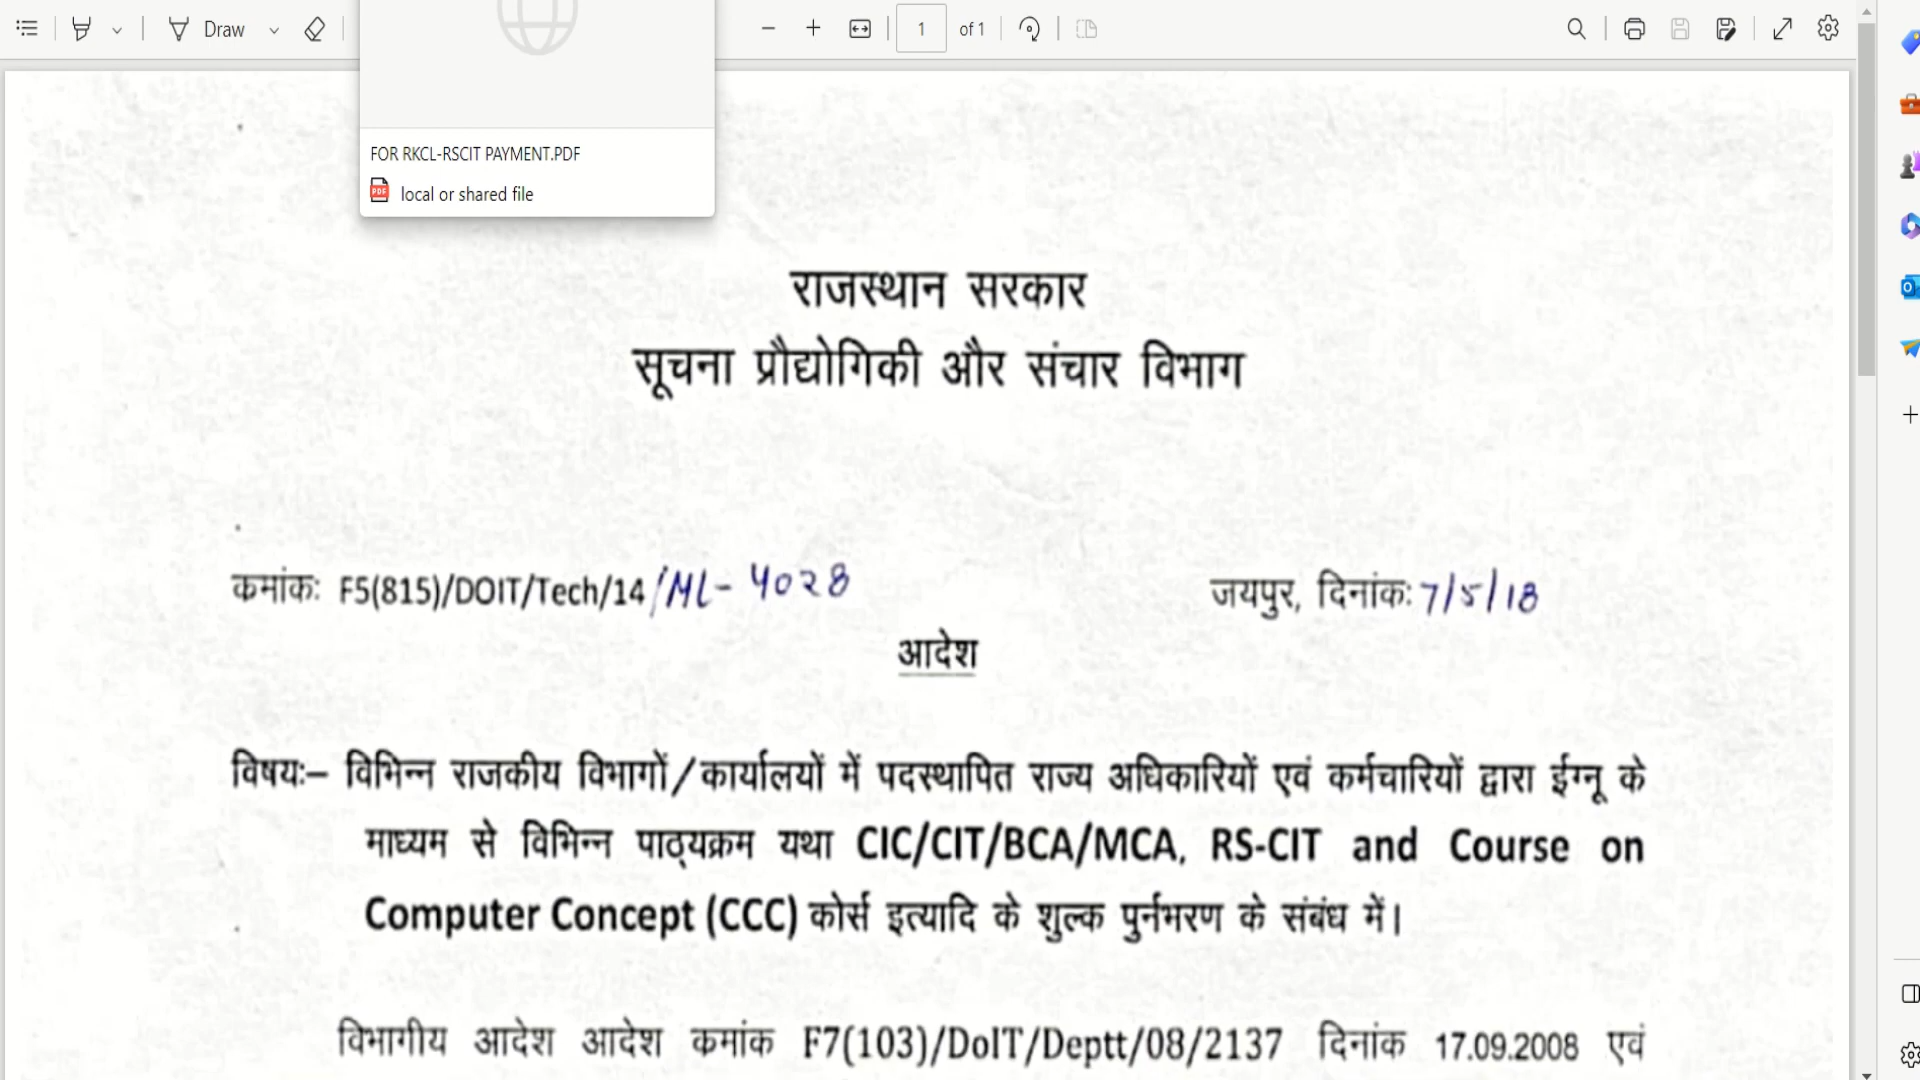 Draw
1 of 1
FOR RKCL-RSCIT PAYMENT.PDF
PDF local or shared file
राजस्थान सरकार
सूचना प्रौद्योगिकी और संचार विभाग
कमांकः F5(815)/DOIT/Tech/14/ML-4028 जयपुर, दिनांकः 7/5/18
आदेश
विषयः– विभिन्न राजकीय विभागों/कार्यालयों में पदस्थापित राज्य अधिकारियों एवं कर्मचारियों द्वारा ईग्नू के
माध्यम से विभिन्न पाठ्यक्रम यथा CIC/CIT/BCA/MCA, RS-CIT and Course on
Computer Concept (CCC) कोर्स इत्यादि के शुल्क पुर्नभरण के संबंध में।
विभागीय आदेश आदेश कमांक F7(103)/DoIT/Deptt/08/2137 दिनांक 17.09.2008 एवं